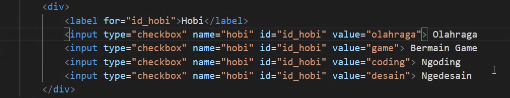 <div>
<label for="id_hobi">Hobi</label>
<input type="checkbox" name="hobi" id="id_hobi" value="olahraga"> Olahraga
<input type="checkbox" name="hobi" id="id_hobi" value="game"> Bermain Game
<input type="checkbox" name="hobi" id="id_hobi" value="coding"> Ngoding
<input type="checkbox" name="hobi" id="id_hobi" value="desain"> Ngedesain
</div>